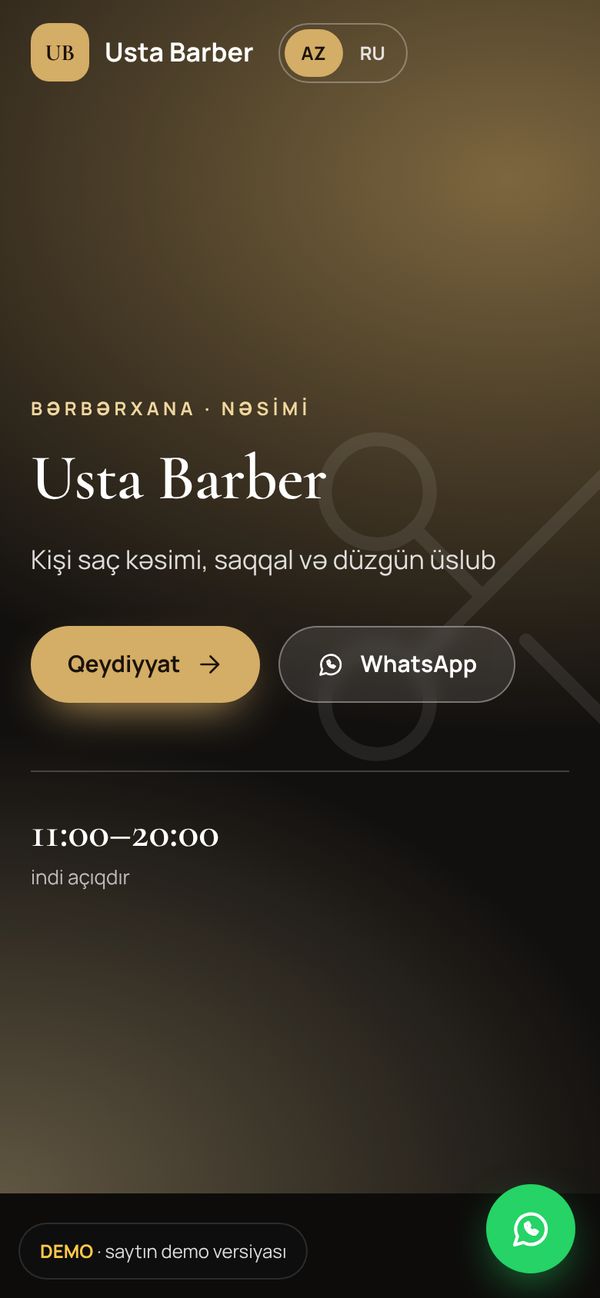 UB Usta Barber AZ RU
BƏRBƏRXANA · NƏSİMİ
Usta Barber
Kişi saç kəsimi, saqqal və düzgün üslub
Qeydiyyat → WhatsApp
11:00–20:00
indi açıqdır
DEMO · saytın demo versiyası